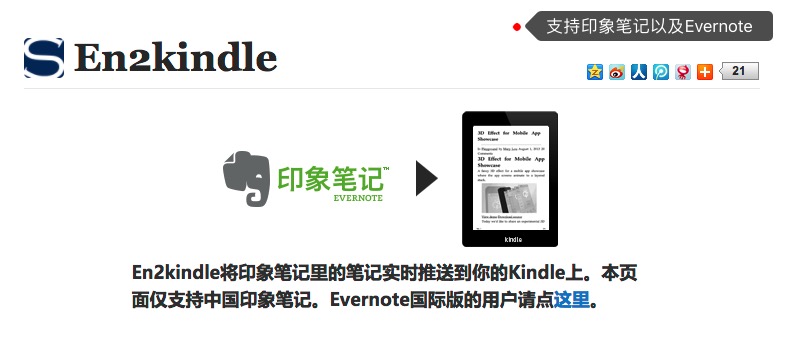 支持印象笔记以及Evernote
En2kindle
21
印象笔记™
EVERNOTE
3D Effect for Mobile App
Showcase
3D Effect for Mobile App
Showcase
kindle
En2kindle将印象笔记里的笔记实时推送到你的Kindle上。本页
面仅支持中国印象笔记。Evernote国际版的用户请点这里。